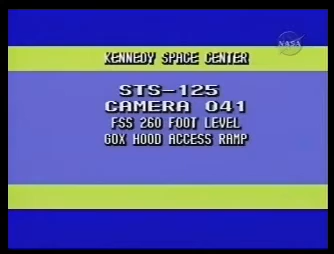 NASA
KENNEDY SPACE CENTER
STS-125
CAMERA 041
FSS 260 FOOT LEVEL
GOX HOOD ACCESS RAMP